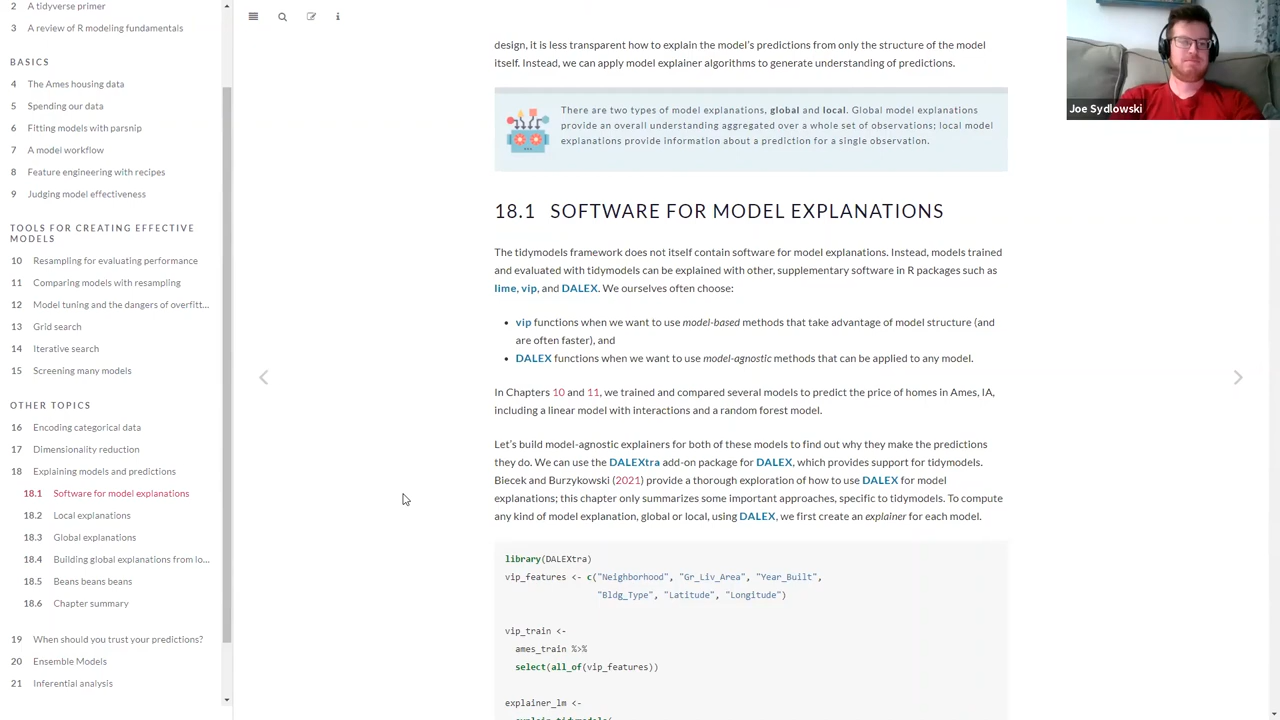 2 A tidyverse primer
3 A review of R modeling fundamentals
BASICS
4 The Ames housing data
5 Spending our data
6 Fitting models with parsnip
7 A model workflow
8 Feature engineering with recipes
9 Judging model effectiveness
TOOLS FOR CREATING EFFECTIVE
MODELS
10 Resampling for evaluating performance
11 Comparing models with resampling
12 Model tuning and the dangers of overfitt...
13 Grid search
14 Iterative search
15 Screening many models
OTHER TOPICS
16 Encoding categorical data
17 Dimensionality reduction
18 Explaining models and predictions
18.1 Software for model explanations
18.2 Local explanations
18.3 Global explanations
18.4 Building global explanations from lo...
18.5 Beans beans beans
18.6 Chapter summary
19 When should you trust your predictions?
20 Ensemble Models
21 Inferential analysis
design, it is less transparent how to explain the model's predictions from only the structure of the model
itself. Instead, we can apply model explainer algorithms to generate understanding of predictions.
There are two types of model explanations, global and local. Global model explanations
provide an overall understanding aggregated over a whole set of observations; local model
explanations provide information about a prediction for a single observation.
18.1 SOFTWARE FOR MODEL EXPLANATIONS
The tidymodels framework does not itself contain software for model explanations. Instead, models trained
and evaluated with tidymodels can be explained with other, supplementary software in R packages such as
lime, vip, and DALEX. We ourselves often choose:
• vip functions when we want to use model-based methods that take advantage of model structure (and
are often faster), and
• DALEX functions when we want to use model-agnostic methods that can be applied to any model.
In Chapters 10 and 11, we trained and compared several models to predict the price of homes in Ames, IA,
including a linear model with interactions and a random forest model.
Let's build model-agnostic explainers for both of these models to find out why they make the predictions
they do. We can use the DALEXtra add-on package for DALEX, which provides support for tidymodels.
Biecek and Burzykowski (2021) provide a thorough exploration of how to use DALEX for model
explanations; this chapter only summarizes some important approaches, specific to tidymodels. To compute
any kind of model explanation, global or local, using DALEX, we first create an explainer for each model.
library(DALEXtra)
vip_features <- c("Neighborhood", "Gr_Liv_Area", "Year_Built",
"Bldg_Type", "Latitude", "Longitude")
vip_train <-
ames_train %>%
select(all_of(vip_features))
explainer_lm <-
explain_tidymodels(
Joe Sydlowski